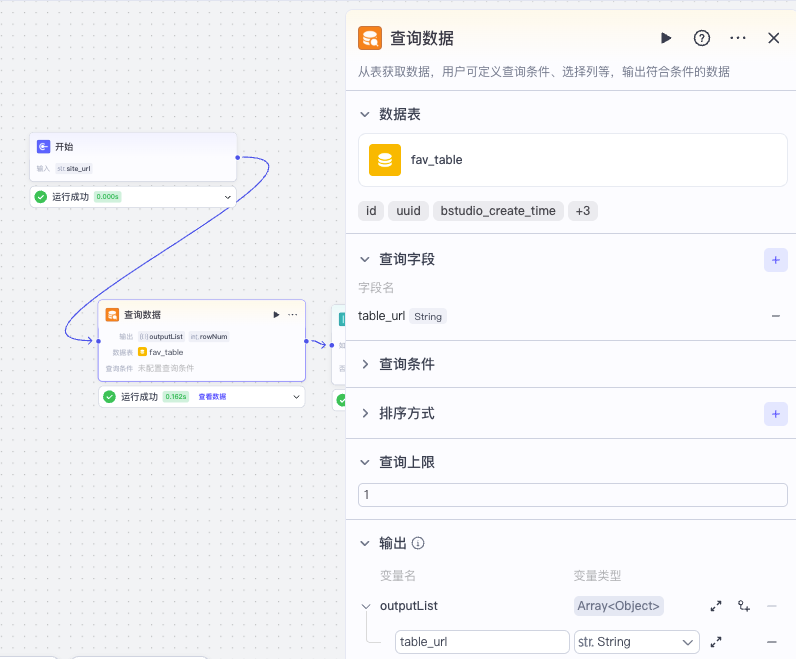 开始
输入 str. site_url
运行成功 0.000s
查询数据
输出 [{}] outputList int. rowNum
数据表 fav_table
查询条件 未配置查询条件
运行成功 0.162s 查看数据
查询数据
从表获取数据，用户可定义查询条件、选择列等，输出符合条件的数据
数据表
fav_table
id uuid bstudio_create_time +3
查询字段
字段名
table_url String
查询条件
排序方式
查询上限
1
输出
变量名 变量类型
outputList Array<Object>
table_url str. String